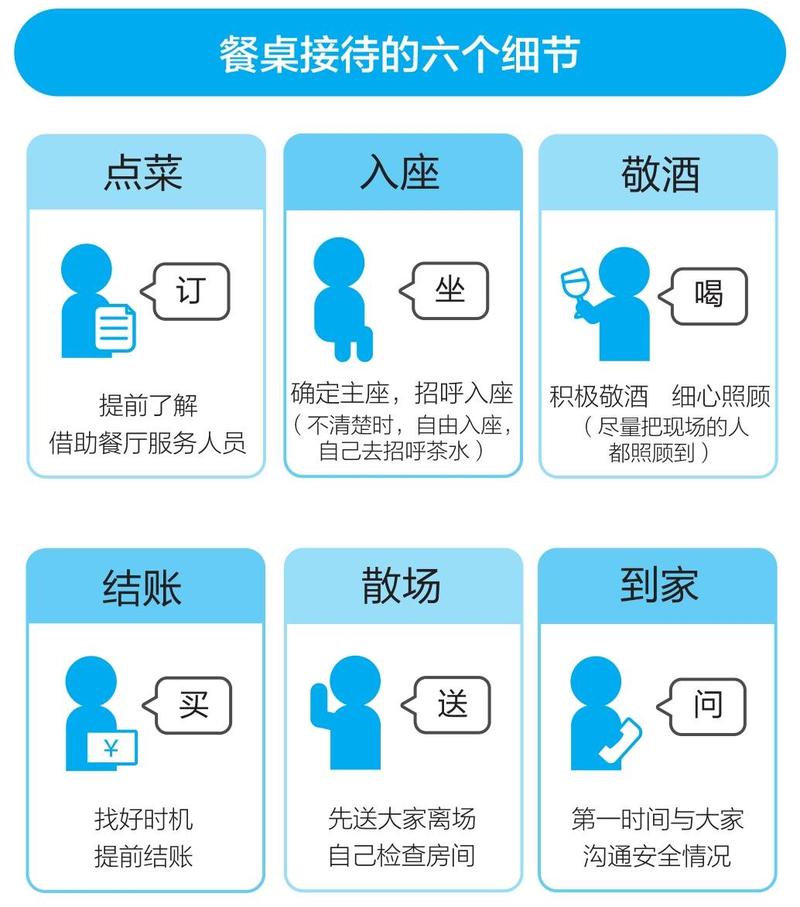 餐桌接待的六个细节
点菜
订
提前了解
借助餐厅服务人员
入座
坐
确定主座，招呼入座
（不清楚时，自由入座，
自己去招呼茶水）
敬酒
喝
积极敬酒 细心照顾
（尽量把现场的人
都照顾到）
结账
买
¥
找好时机
提前结账
散场
送
先送大家离场
自己检查房间
到家
问
第一时间与大家
沟通安全情况